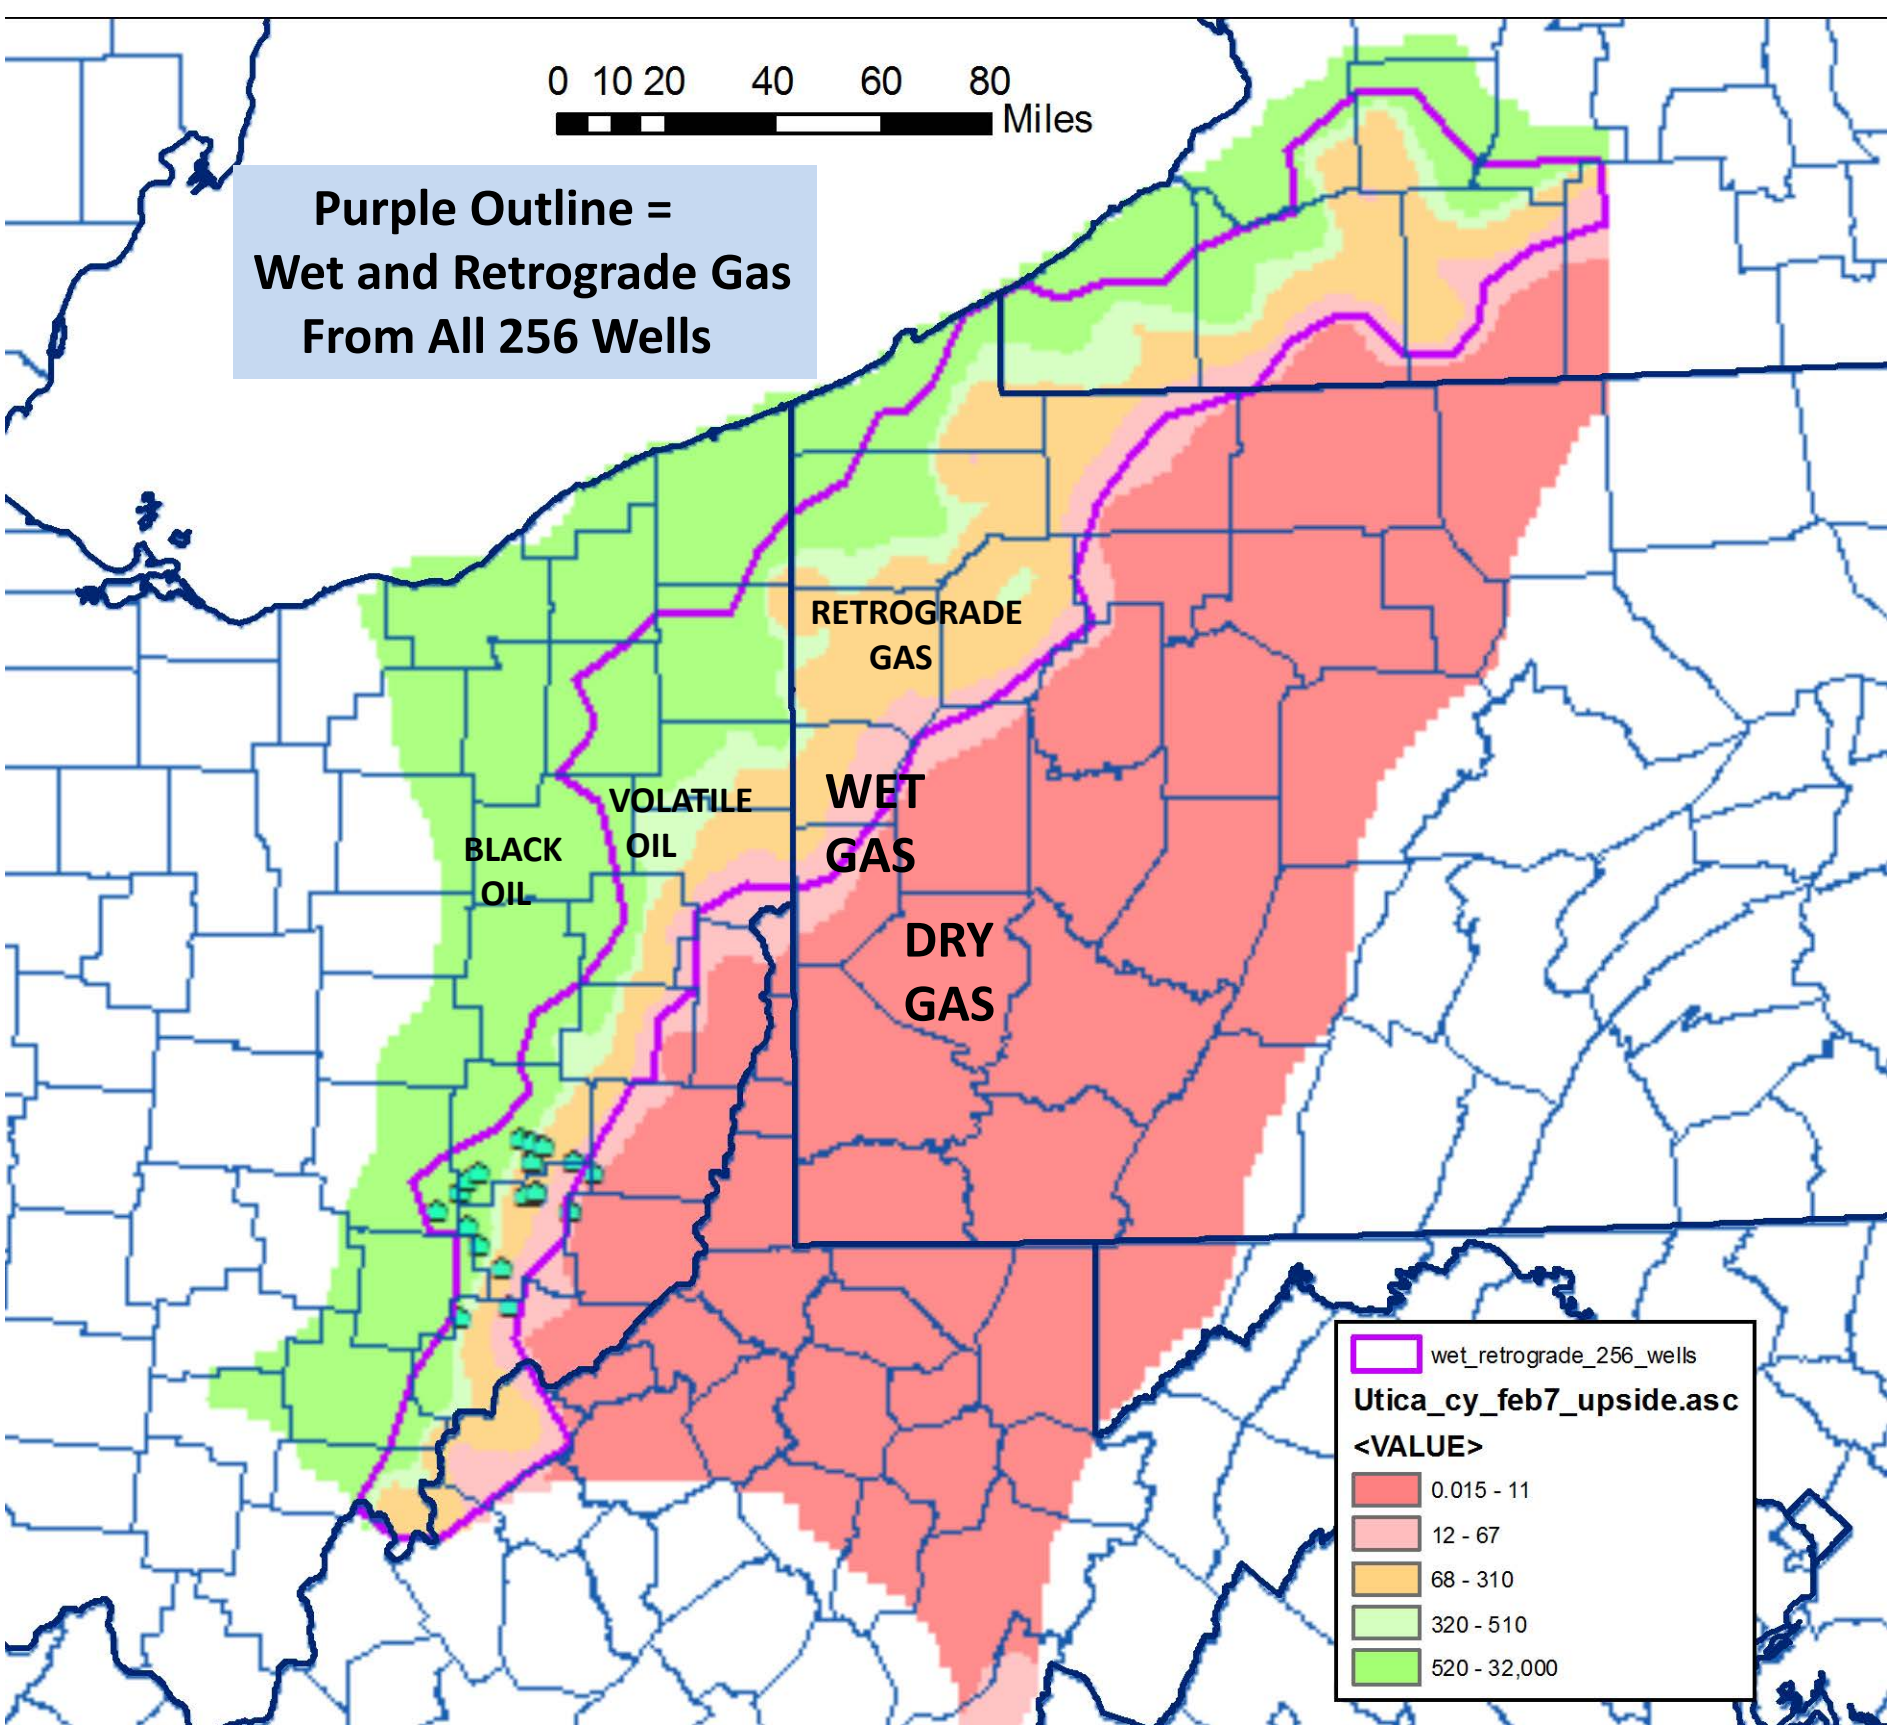 0 10 20 40 60 80
Miles
Purple Outline =
Wet and Retrograde Gas
From All 256 Wells
RETROGRADE
GAS
WET
GAS
VOLATILE
OIL
BLACK
OIL
DRY
GAS
wet_retrograde_256_wells
Utica_cy_feb7_upside.asc
<VALUE>
0.015 - 11
12 - 67
68 - 310
320 - 510
520 - 32,000